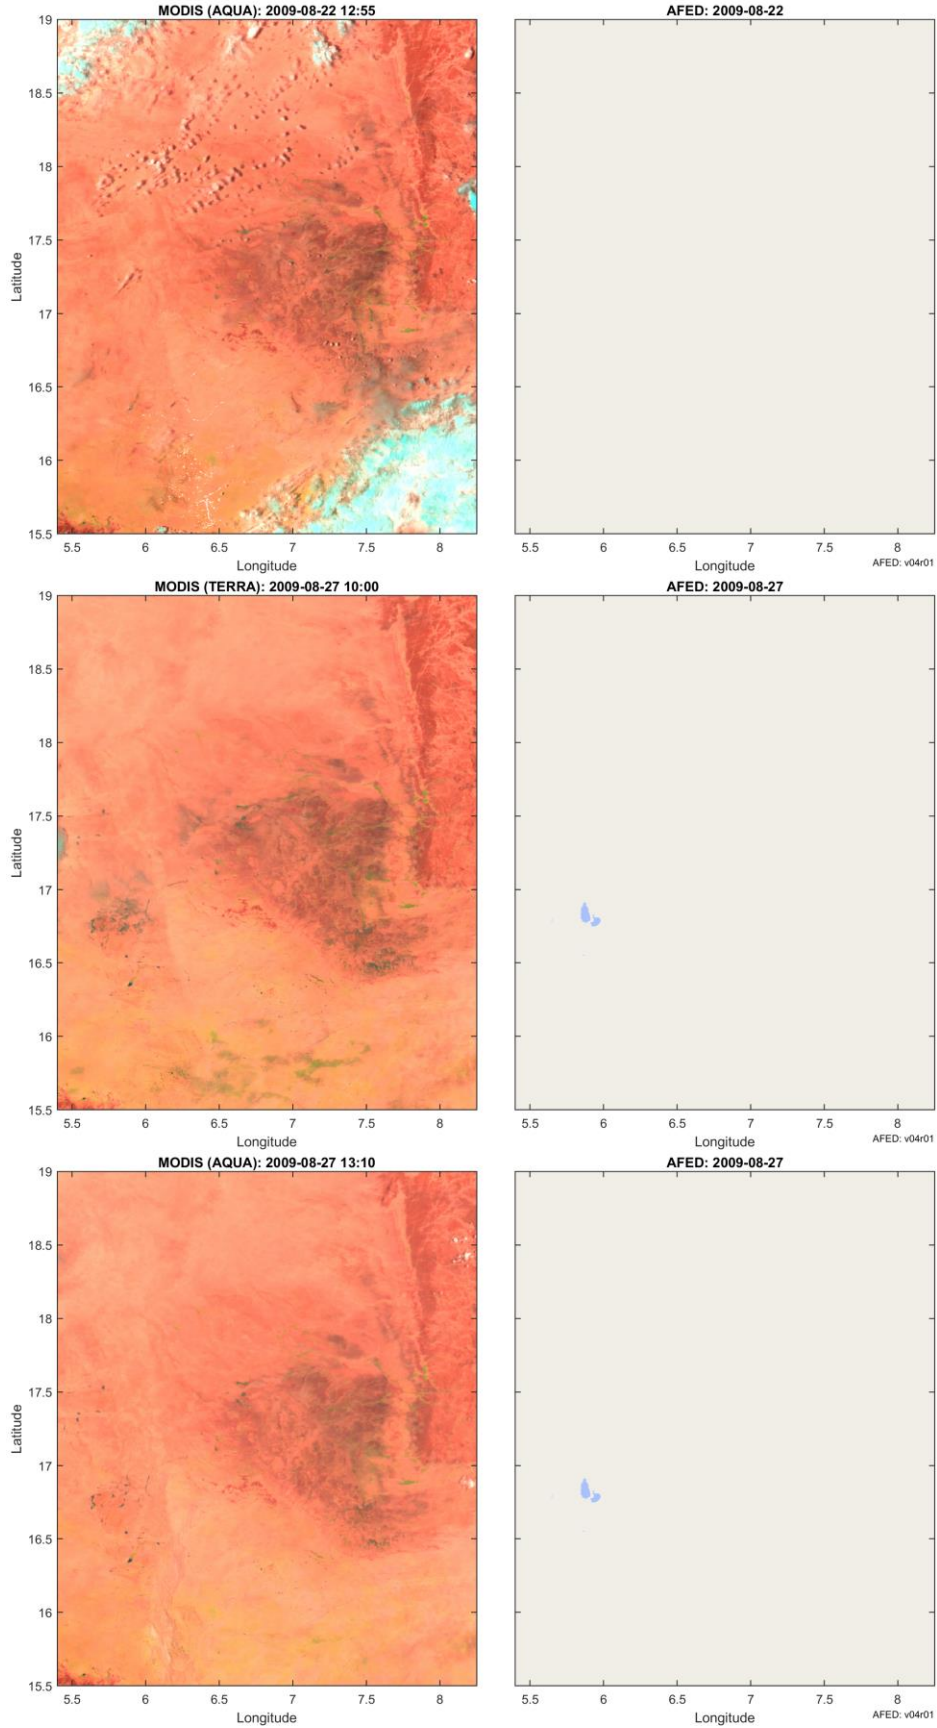 MODIS (AQUA): 2009-08-22 12:55
AFED: 2009-08-22
19
18.5
18
17.5
17
16.5
16
15.5
Latitude
5.5 6 6.5 7 7.5 8
Longitude
5.5 6 6.5 7 7.5 8
Longitude
AFED: v04r01
MODIS (TERRA): 2009-08-27 10:00
AFED: 2009-08-27
19
18.5
18
17.5
17
16.5
16
15.5
Latitude
5.5 6 6.5 7 7.5 8
Longitude
5.5 6 6.5 7 7.5 8
Longitude
AFED: v04r01
MODIS (AQUA): 2009-08-27 13:10
AFED: 2009-08-27
19
18.5
18
17.5
17
16.5
16
15.5
Latitude
5.5 6 6.5 7 7.5 8
Longitude
5.5 6 6.5 7 7.5 8
Longitude
AFED: v04r01